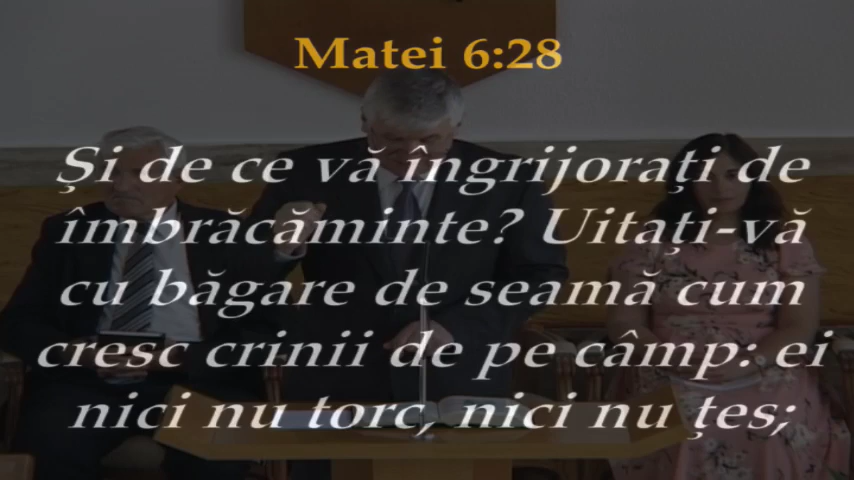 Matei 6:28
Şi de ce vă îngrijoraţi de
îmbrăcăminte? Uitaţi-vă
cu băgare de seamă cum
cresc crinii de pe câmp: ei
nici nu torc, nici nu ţes;